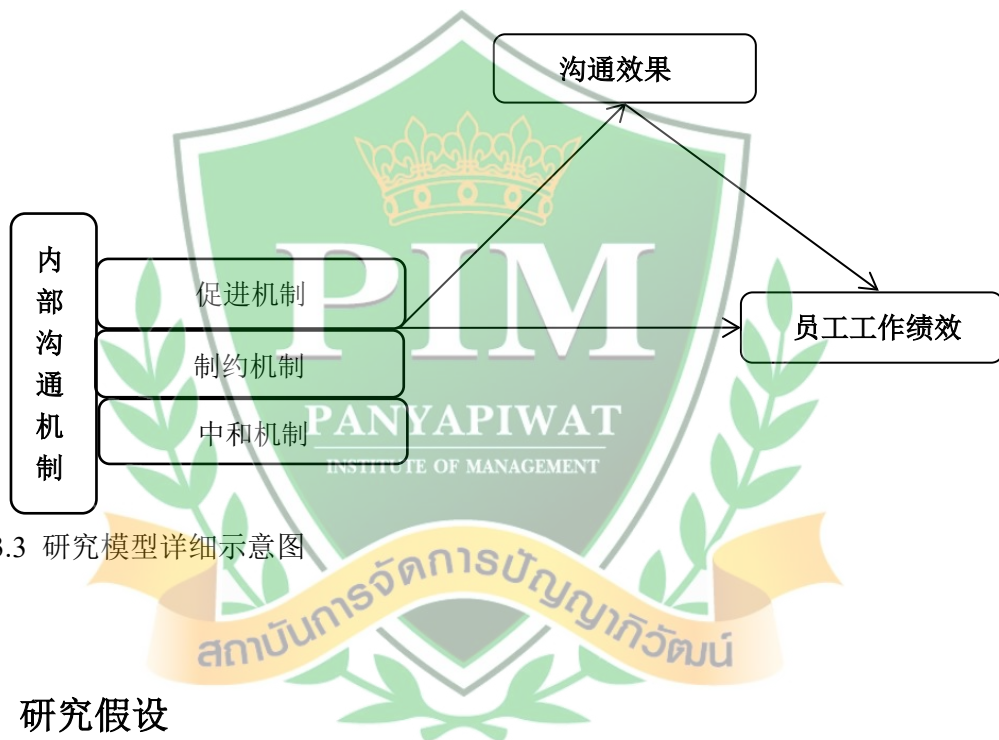 沟通效果
内部沟通机制
促进机制
制约机制
中和机制
员工工作绩效
PIM
PANYAPIWAT
INSTITUTE OF MANAGEMENT
3.3 研究模型详细示意图
สถาบันการจัดการปัญญาภิวัฒน์
研究假设